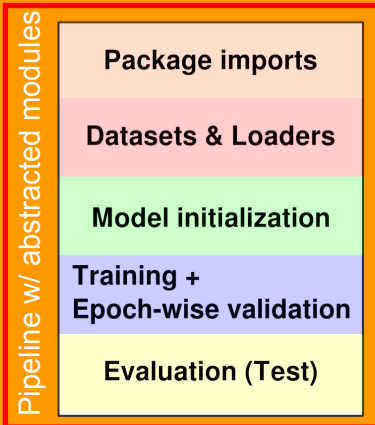 Pipeline w/ abstracted modules
Package imports
Datasets & Loaders
Model initialization
Training +
Epoch-wise validation
Evaluation (Test)